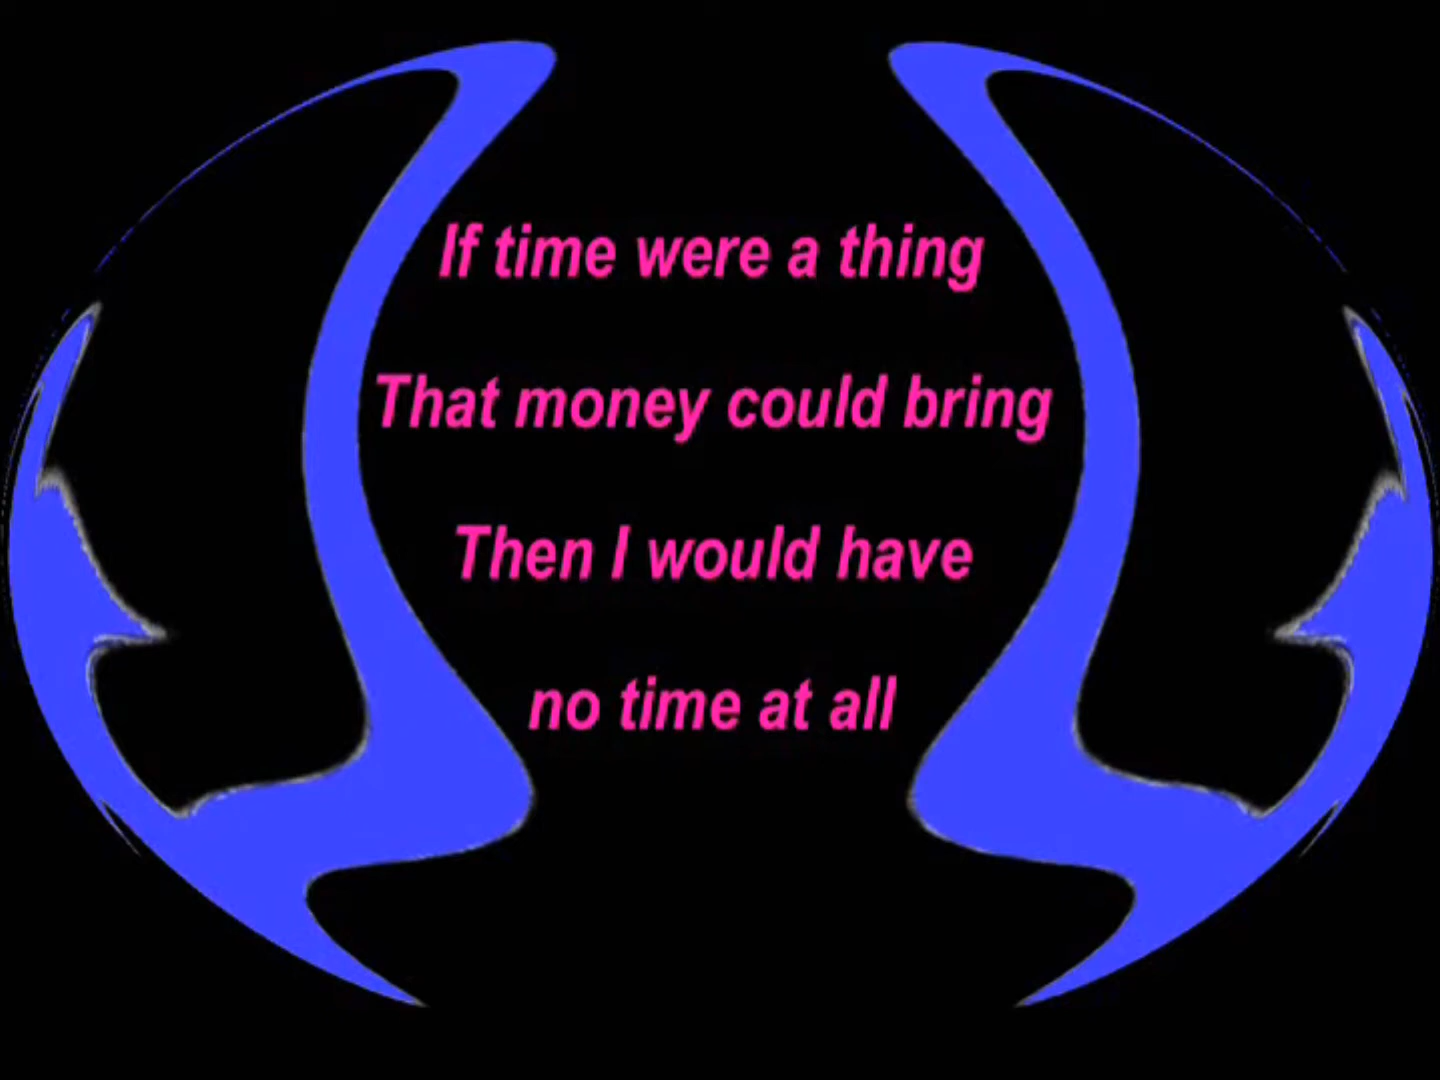 If time were a thing
That money could bring
Then I would have
no time at all